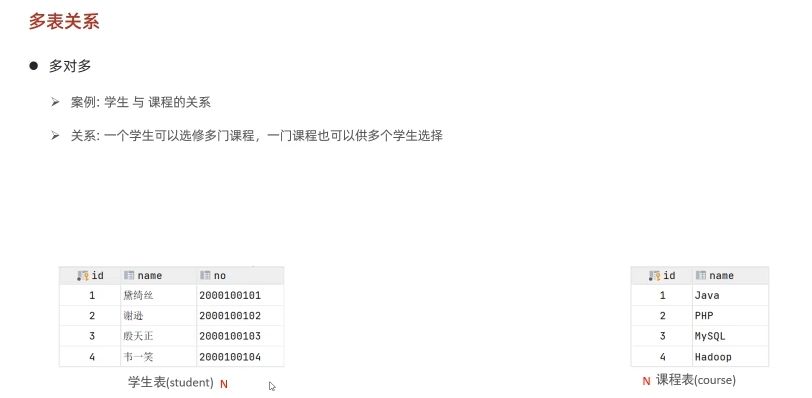 多表关系
多对多
案例: 学生 与 课程的关系
关系: 一个学生可以选修多门课程，一门课程也可以供多个学生选择
id name no
1 黛绮丝 2000100101
2 谢逊 2000100102
3 殷天正 2000100103
4 韦一笑 2000100104
学生表(student) N
id name
1 Java
2 PHP
3 MySQL
4 Hadoop
N 课程表(course)